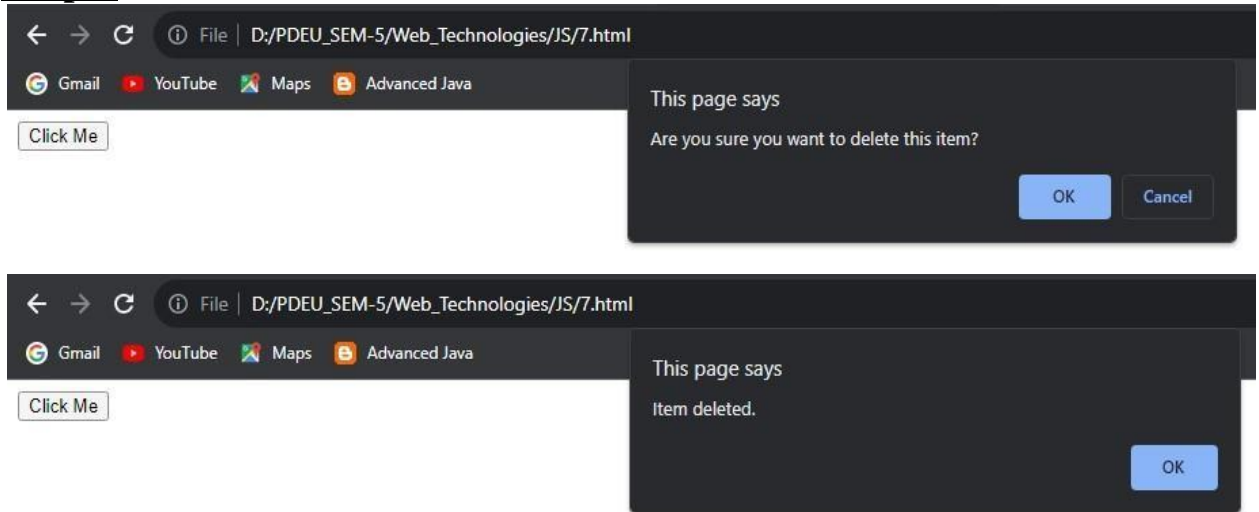 File | D:/PDEU_SEM-5/Web_Technologies/JS/7.html
Gmail YouTube Maps Advanced Java
This page says
Click Me
Are you sure you want to delete this item?
OK Cancel
File | D:/PDEU_SEM-5/Web_Technologies/JS/7.html
Gmail YouTube Maps Advanced Java
This page says
Click Me
Item deleted.
OK